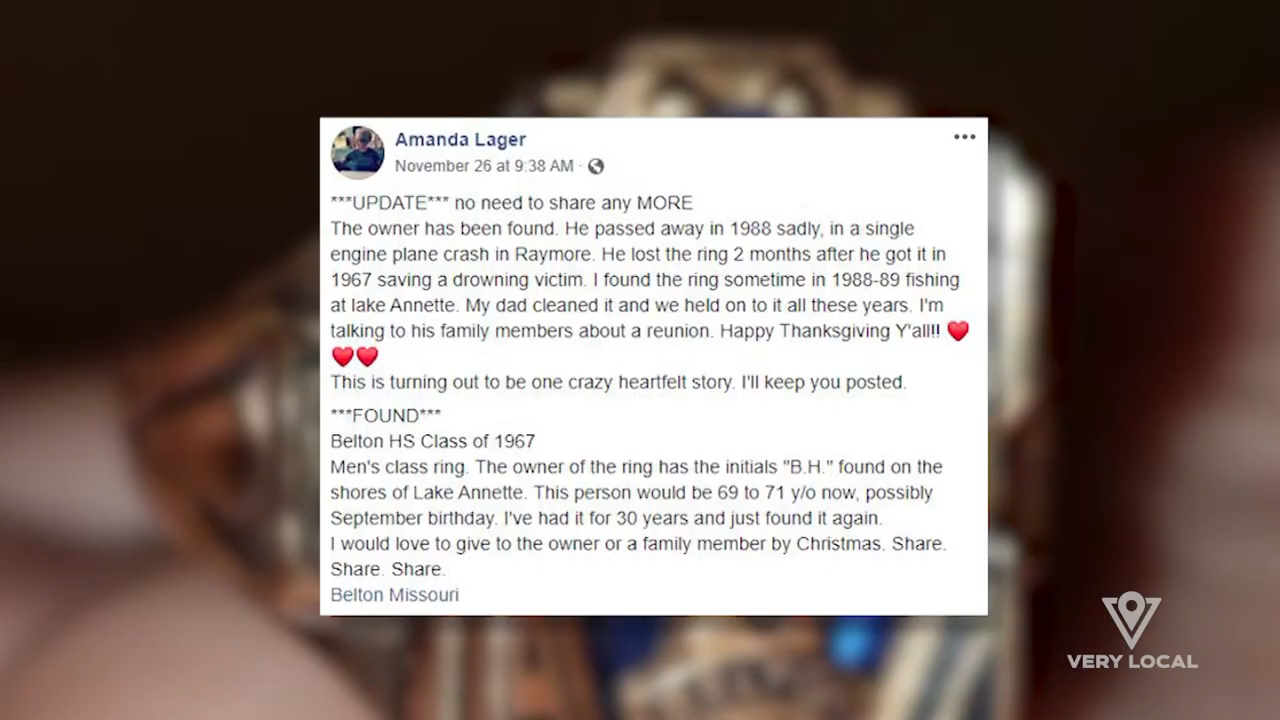 Amanda Lager
November 26 at 9:38 AM ·
***UPDATE*** no need to share any MORE
The owner has been found. He passed away in 1988 sadly, in a single
engine plane crash in Raymore. He lost the ring 2 months after he got it in
1967 saving a drowning victim. I found the ring sometime in 1988-89 fishing
at lake Annette. My dad cleaned it and we held on to it all these years. I'm
talking to his family members about a reunion. Happy Thanksgiving Y'all!! ❤️
❤️❤️
This is turning out to be one crazy heartfelt story. I'll keep you posted.
***FOUND***
Belton HS Class of 1967
Men's class ring. The owner of the ring has the initials "B.H." found on the
shores of Lake Annette. This person would be 69 to 71 y/o now, possibly
September birthday. I've had it for 30 years and just found it again.
I would love to give to the owner or a family member by Christmas. Share.
Share. Share.
Belton Missouri
VERY LOCAL